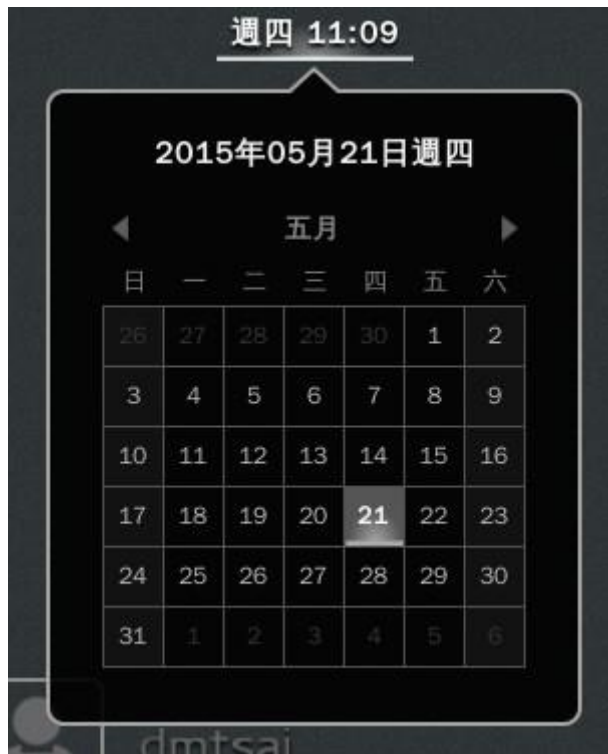 週四 11:09
2015年05月21日週四
五月
日 一 二 三 四 五 六
26 27 28 29 30 1 2
3 4 5 6 7 8 9
10 11 12 13 14 15 16
17 18 19 20 21 22 23
24 25 26 27 28 29 30
31 1 2 3 4 5 6
dmtsai